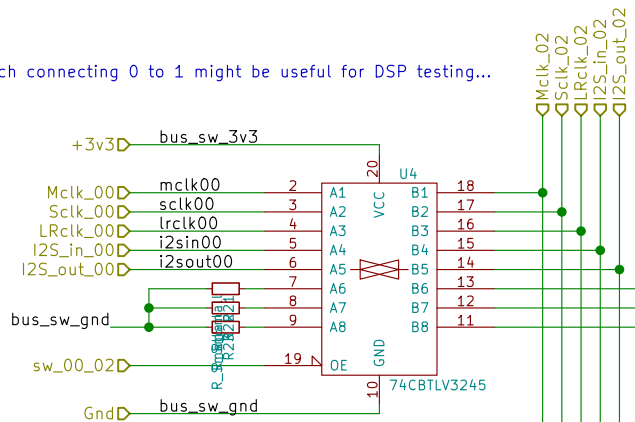 Mclk_02
Sclk_02
LRclk_02
I2S_in_02
I2S_out_02
ch connecting 0 to 1 might be useful for DSP testing...
+3v3 bus_sw_3v3
20 U4
VCC
Mclk_00 mclk00 2 A1 B1 18
Sclk_00 sclk00 3 A2 B2 17
LRclk_00 lrclk00 4 A3 B3 16
I2S_in_00 i2sin00 5 A4 B4 15
I2S_out_00 i2sout00 6 A5 B5 14
7 A6 B6 13
8 A7 B7 12
bus_sw_gnd 9 A8 B8 11
sw_00_02 19 OE GND
10 74CBTLV3245
Gnd bus_sw_gnd